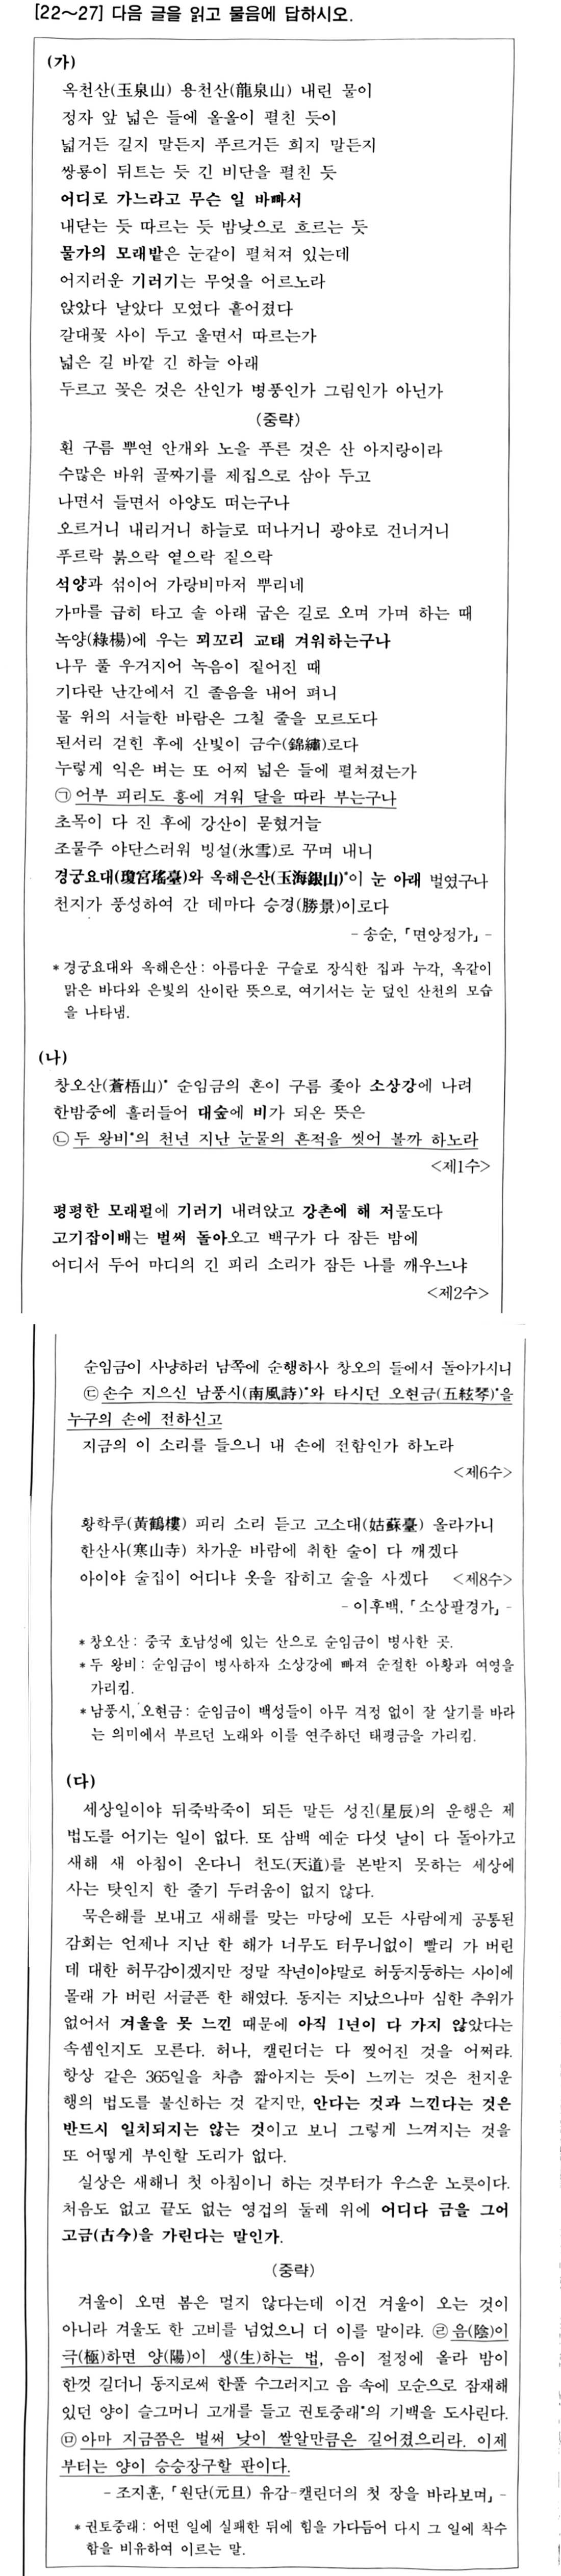 [22~27] 다음 글을 읽고 물음에 답하시오.
(가)
옥천산(玉泉山) 용천산(龍泉山) 내린 물이
정자 앞 넓은 들에 올올이 펼친 듯이
넓거든 길지 말든지 푸르거든 희지 말든지
쌍룡이 뒤트는 듯 긴 비단을 펼친 듯
어디로 가느라고 무슨 일 바빠서
내닫는 듯 따르는 듯 밤낮으로 흐르는 듯
물가의 모래밭은 눈같이 펼쳐져 있는데
어지러운 기러기는 무엇을 어르노라
앉았다 날았다 모였다 흩어졌다
갈대꽃 사이 두고 울면서 따르는가
넓은 길 바깥 긴 하늘 아래
두르고 꽂은 것은 산인가 병풍인가 그림인가 아닌가
(중략)
흰 구름 뿌연 안개와 노을 푸른 것은 산 아지랑이라
수많은 바위 골짜기를 제집으로 삼아 두고
나면서 들면서 아양도 떠는구나
오르거니 내리거니 하늘로 떠나거니 광야로 건너거니
푸르락 붉으락 옅으락 짙으락
석양과 섞이어 가랑비마저 뿌리네
가마를 급히 타고 솔 아래 굽은 길로 오며 가며 하는 때
녹양(綠楊)에 우는 꾀꼬리 교태 겨워하는구나
나무 풀 우거지어 녹음이 짙어진 때
기다란 난간에서 긴 졸음을 내어 펴니
물 위의 서늘한 바람은 그칠 줄을 모르도다
된서리 걷힌 후에 산빛이 금수(錦繡)로다
누렇게 익은 벼는 또 어찌 넓은 들에 펼쳐졌는가
㉠ 어부 피리도 흥에 겨워 달을 따라 부는구나
초목이 다 진 후에 강산이 묻혔거늘
조물주 야단스러워 빙설(氷雪)로 꾸며 내니
경궁요대(瓊宮瑤臺)와 옥해은산(玉海銀山)*이 눈 아래 벌였구나
천지가 풍성하여 간 데마다 승경(勝景)이로다
- 송순, 「면앙정가」 -
* 경궁요대와 옥해은산: 아름다운 구슬로 장식한 집과 누각, 옥같이
맑은 바다와 은빛의 산이란 뜻으로, 여기서는 눈 덮인 산천의 모습
을 나타냄.
(나)
창오산(蒼梧山)* 순임금의 혼이 구름 좇아 소상강에 나려
한밤중에 흘러들어 대숲에 비가 되온 뜻은
㉡ 두 왕비*의 천년 지난 눈물의 흔적을 씻어 볼까 하노라
<제1수>
평평한 모래펄에 기러기 내려앉고 강촌에 해 저물도다
고기잡이배는 벌써 돌아오고 백구가 다 잠든 밤에
어디서 두어 마디의 긴 피리 소리가 잠든 나를 깨우느냐
<제2수>
순임금이 사냥하러 남쪽에 순행하사 창오의 들에서 돌아가시니
㉢ 손수 지으신 남풍시(南風詩)*와 타시던 오현금(五絃琴)*을
누구의 손에 전하신고
지금의 이 소리를 들으니 내 손에 전함인가 하노라
<제6수>
황학루(黃鶴樓) 피리 소리 듣고 고소대(姑蘇臺) 올라가니
한산사(寒山寺) 차가운 바람에 취한 술이 다 깨겠다
아이야 술집이 어디냐 옷을 잡히고 술을 사겠다 <제8수>
- 이후백, 「소상팔경가」 -
* 창오산: 중국 호남성에 있는 산으로 순임금이 병사한 곳.
* 두 왕비: 순임금이 병사하자 소상강에 빠져 순절한 아황과 여영을
가리킴.
* 남풍시, 오현금: 순임금이 백성들이 아무 걱정 없이 잘 살기를 바라
는 의미에서 부르던 노래와 이를 연주하던 태평금을 가리킴.
(다)
세상일이야 뒤죽박죽이 되든 말든 성진(星辰)의 운행은 제
법도를 어기는 일이 없다. 또 삼백 예순 다섯 날이 다 돌아가고
새해 새 아침이 온다니 천도(天道)를 본받지 못하는 세상에
사는 탓인지 한 줄기 두려움이 없지 않다.
묵은해를 보내고 새해를 맞는 마당에 모든 사람에게 공통된
감회는 언제나 지난 한 해가 너무도 터무니없이 빨리 가 버린
데 대한 허무감이겠지만 정말 작년이야말로 허둥지둥하는 사이에
몰래 가 버린 서글픈 한 해였다. 동지는 지났으나마 심한 추위가
없어서 겨울을 못 느낀 때문에 아직 1년이 다 가지 않았다는
속셈인지도 모른다. 허나, 캘린더는 다 찢어진 것을 어쩌랴.
항상 같은 365일을 차츰 짧아지는 듯이 느끼는 것은 천지운
행의 법도를 불신하는 것 같지만, 안다는 것과 느낀다는 것은
반드시 일치되지는 않는 것이고 보니 그렇게 느껴지는 것을
또 어떻게 부인할 도리가 없다.
실상은 새해니 첫 아침이니 하는 것부터가 우스운 노릇이다.
처음도 없고 끝도 없는 영겁의 둘레 위에 어디다 금을 그어
고금(古今)을 가린다는 말인가.
(중략)
겨울이 오면 봄은 멀지 않다는데 이건 겨울이 오는 것이
아니라 겨울도 한 고비를 넘었으니 더 이를 말이랴. ㉣ 음(陰)이
극(極)하면 양(陽)이 생(生)하는 법, 음이 절정에 올라 밤이
한껏 길더니 동지로써 한풀 수그러지고 음 속에 모순으로 잠재해
있던 양이 슬그머니 고개를 들고 권토중래*의 기백을 도사린다.
㉤ 아마 지금쯤은 벌써 낮이 쌀알만큼은 길어졌으리라. 이제
부터는 양이 승승장구할 판이다.
- 조지훈, 「원단(元旦) 유감-캘린더의 첫 장을 바라보며」 -
* 권토중래: 어떤 일에 실패한 뒤에 힘을 가다듬어 다시 그 일에 착수
함을 비유하여 이르는 말.